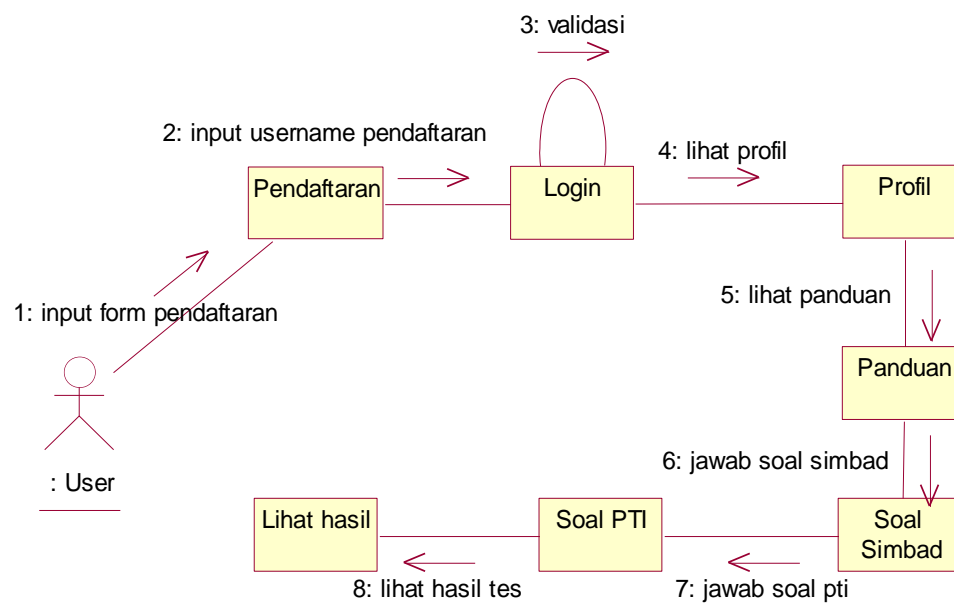 3: validasi
2: input username pendaftaran
4: lihat profil
Pendaftaran
Login
Profil
1: input form pendaftaran
5: lihat panduan
Panduan
6: jawab soal simbad
: User
Lihat hasil
Soal PTI
Soal
Simbad
8: lihat hasil tes
7: jawab soal pti